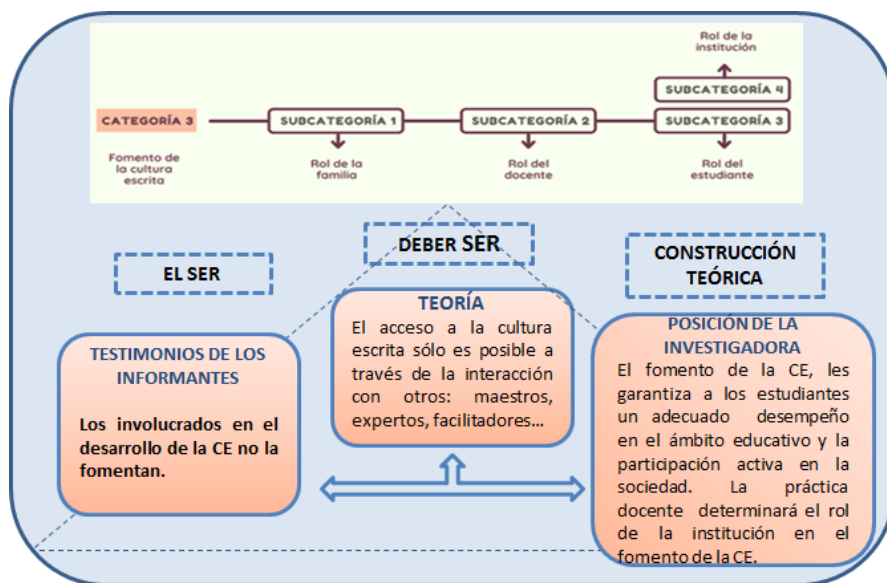 Rol de la
institución
SUBCATEGORÍA 4
CATEGORÍA 3
SUBCATEGORÍA 1
SUBCATEGORÍA 2
SUBCATEGORÍA 3
Fomento de
la cultura
escrita
Rol de la
familia
Rol del
docente
Rol del
estudiante
EL SER
DEBER SER
CONSTRUCCIÓN
TEÓRICA
TESTIMONIOS DE LOS
INFORMANTES
Los involucrados en el
desarrollo de la CE no la
fomentan.
TEORÍA
El acceso a la cultura
escrita sólo es posible a
través de la interacción
con otros: maestros,
expertos, facilitadores...
POSICIÓN DE LA
INVESTIGADORA
El fomento de la CE, les
garantiza a los estudiantes
un adecuado desempeño
en el ámbito educativo y la
participación activa en la
sociedad. La práctica
docente determinará el rol
de la institución en el
fomento de la CE.